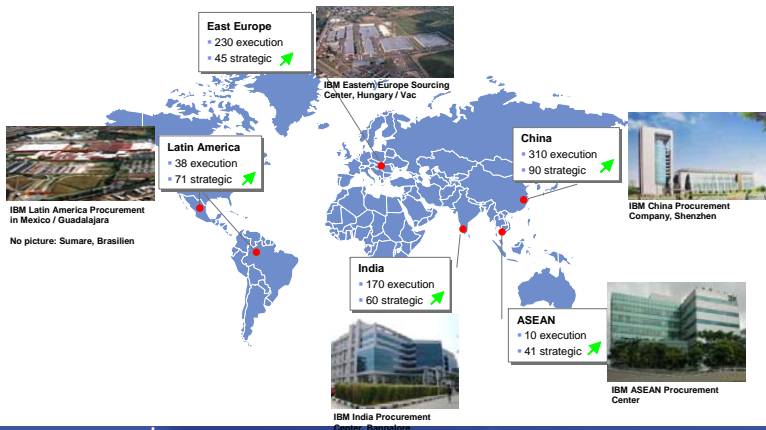 East Europe
230 execution
45 strategic
IBM Eastern Europe Sourcing
Center, Hungary / Vac
Latin America
38 execution
71 strategic
IBM Latin America Procurement
in Mexico / Guadalajara
No picture: Sumare, Brasilien
China
310 execution
90 strategic
IBM China Procurement
Company, Shenzhen
India
170 execution
60 strategic
IBM India Procurement
Center, Bangalore
ASEAN
10 execution
41 strategic
IBM ASEAN Procurement
Center